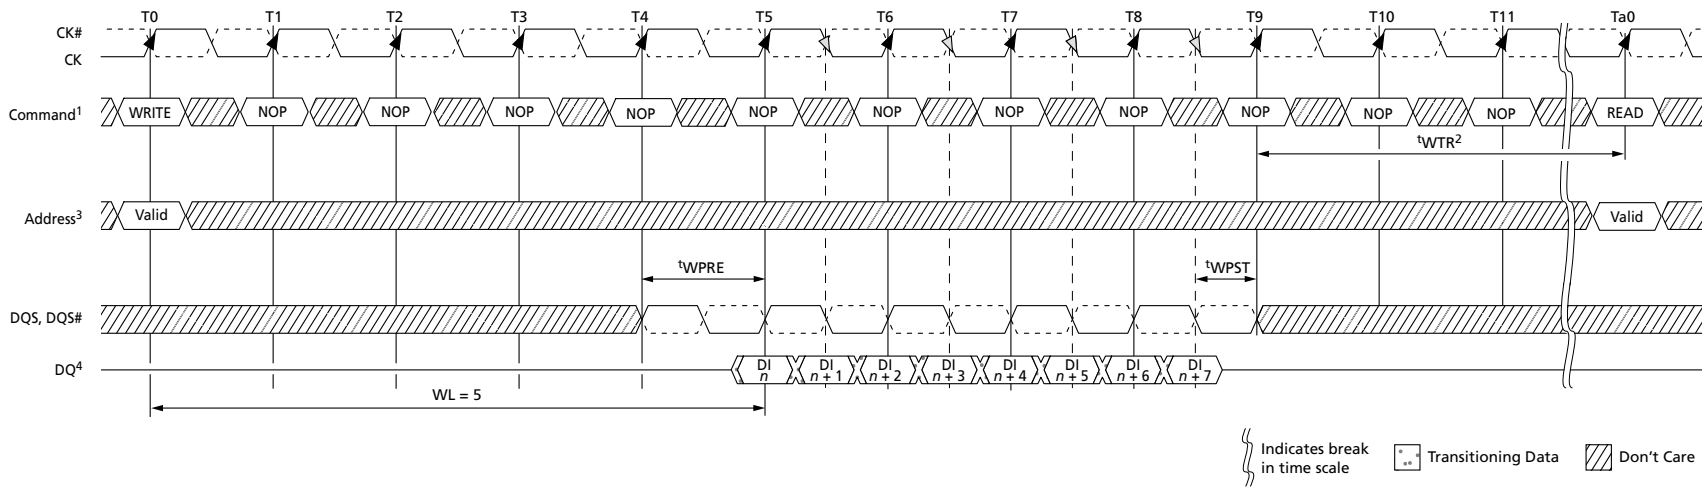 T0 T1 T2 T3 T4 T5 T6 T7 T8 T9 T10 T11 Ta0
CK#
CK
Command1 WRITE NOP NOP NOP NOP NOP NOP NOP NOP NOP NOP NOP READ
tWTR2
Address3 Valid Valid
tWPRE tWPST
DQS, DQS#
DQ4 DI n DI n + 1 DI n + 2 DI n + 3 DI n + 4 DI n + 5 DI n + 6 DI n + 7
WL = 5
Indicates break
in time scale
Transitioning Data
Don't Care